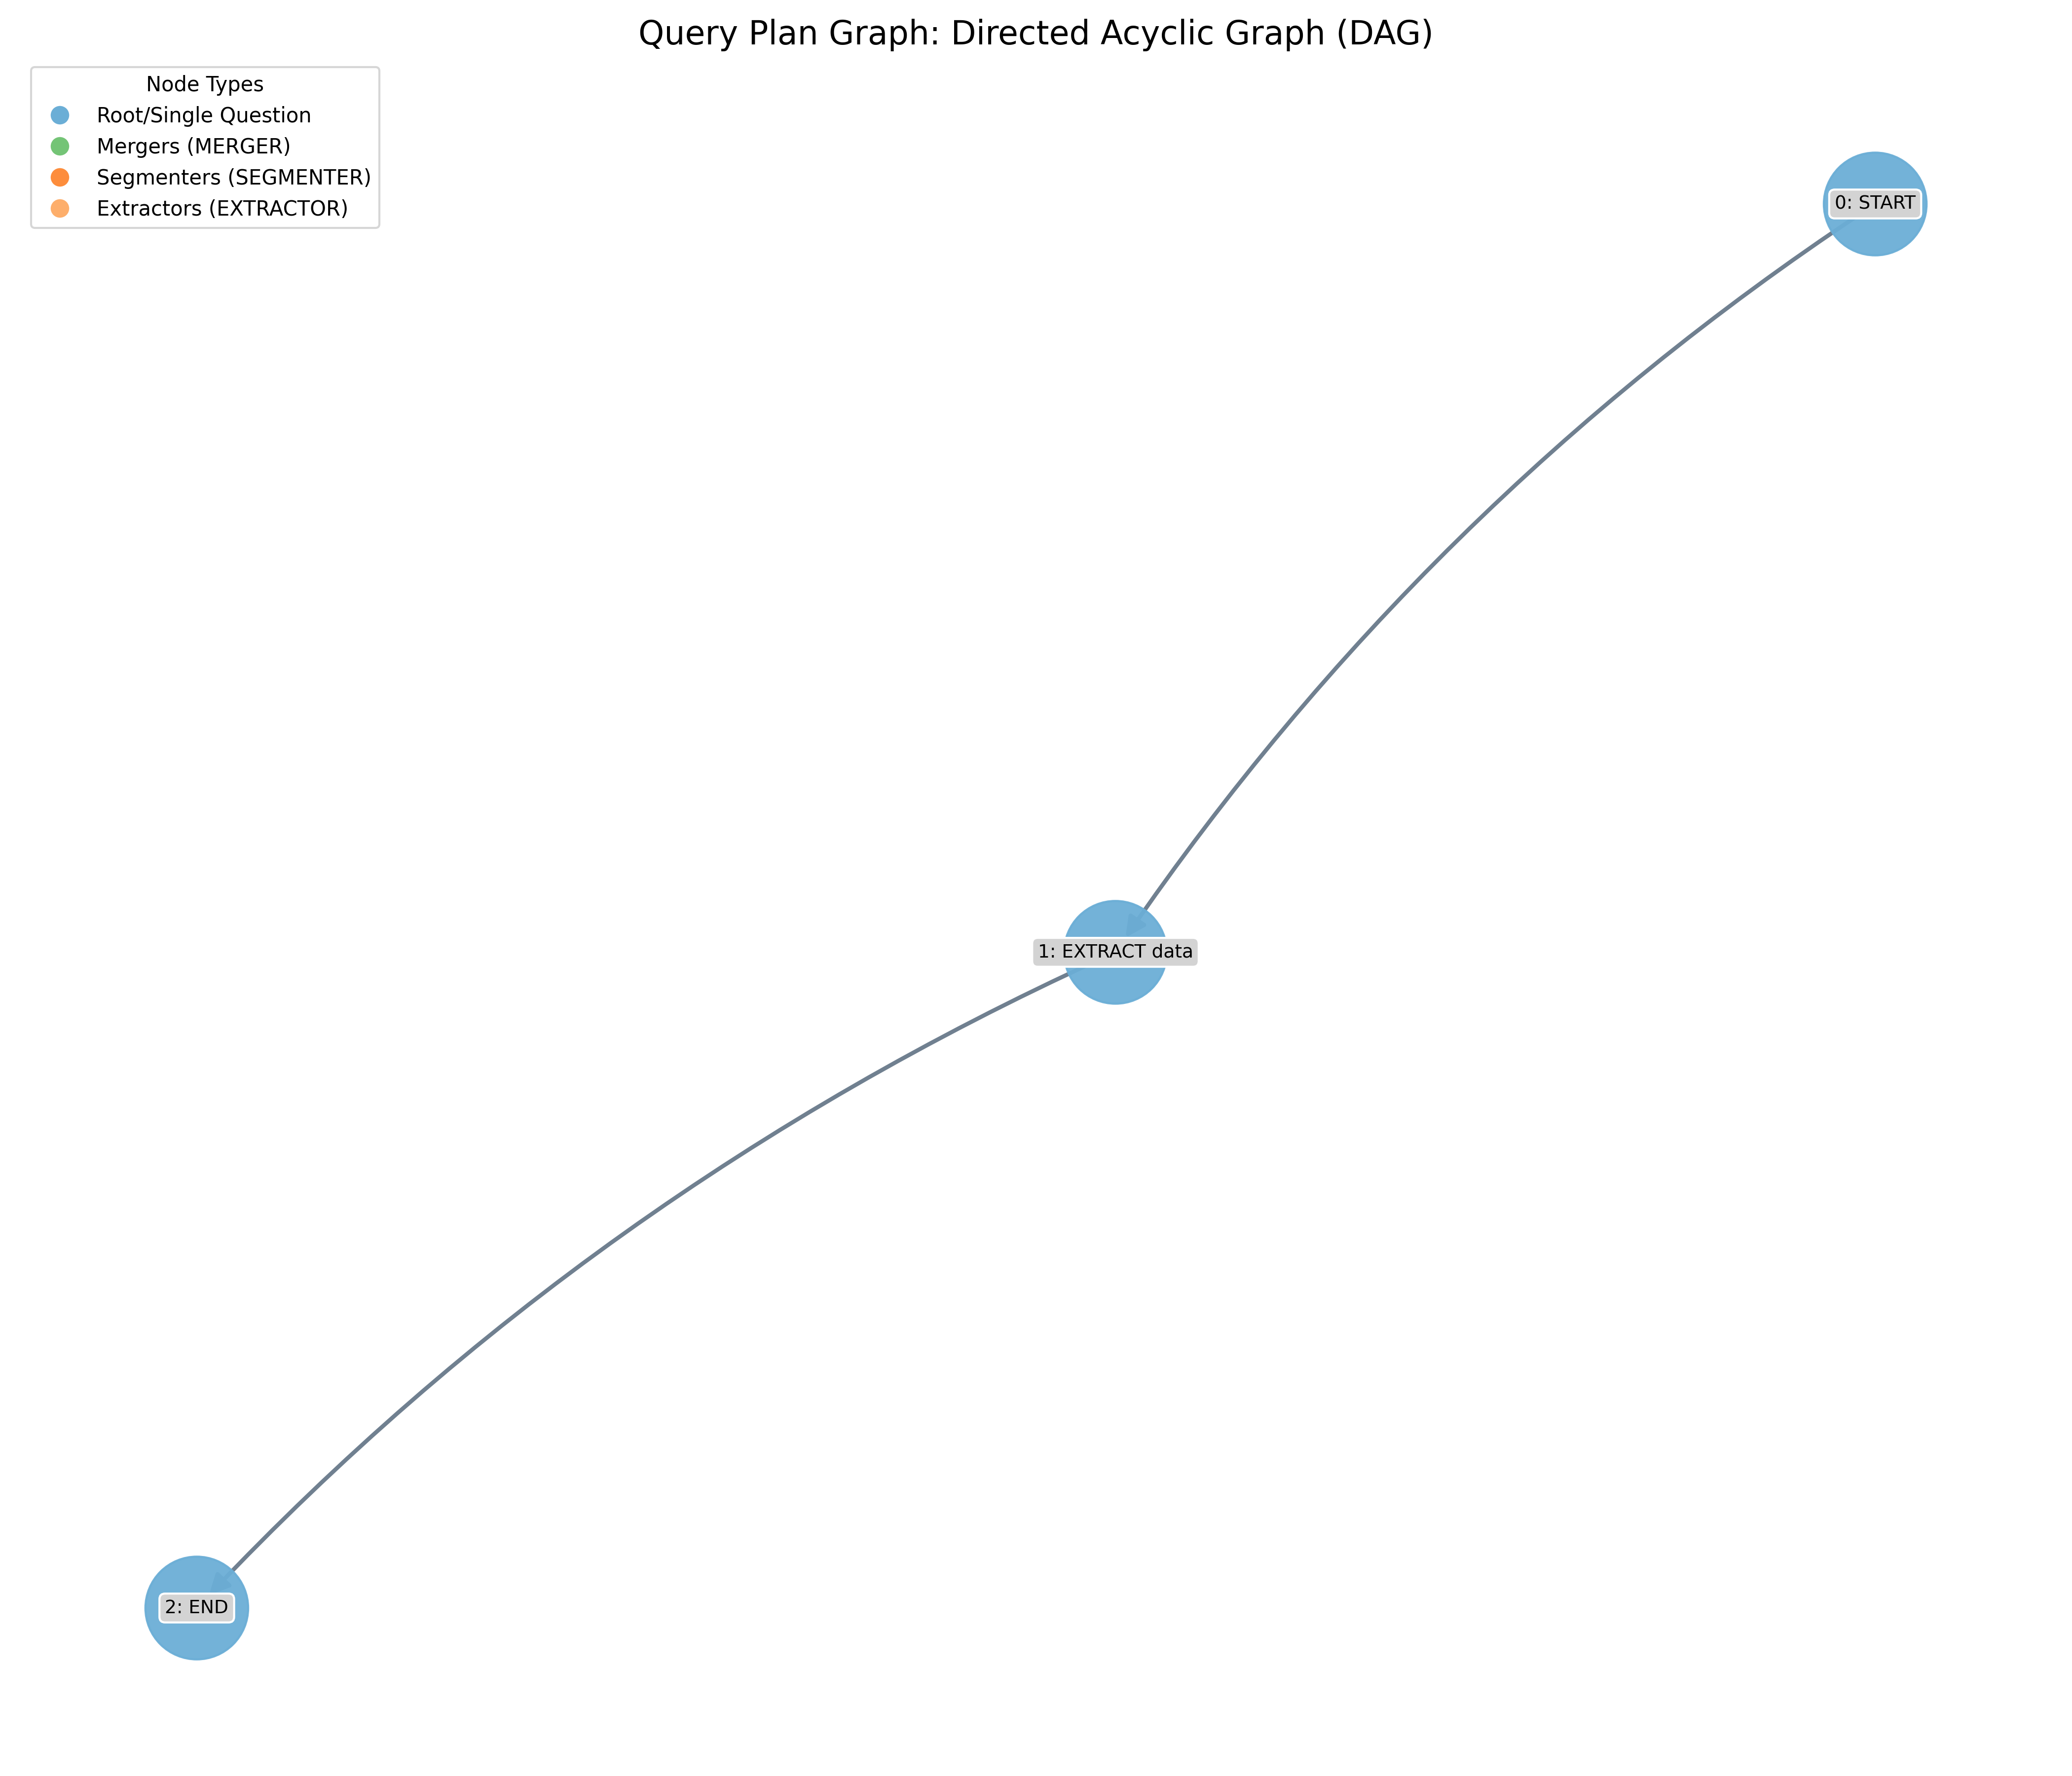 Query Plan Graph: Directed Acyclic Graph (DAG)
Node Types
Root/Single Question
Mergers (MERGER)
Segmenters (SEGMENTER)
Extractors (EXTRACTOR)
0: START
1: EXTRACT data
2: END